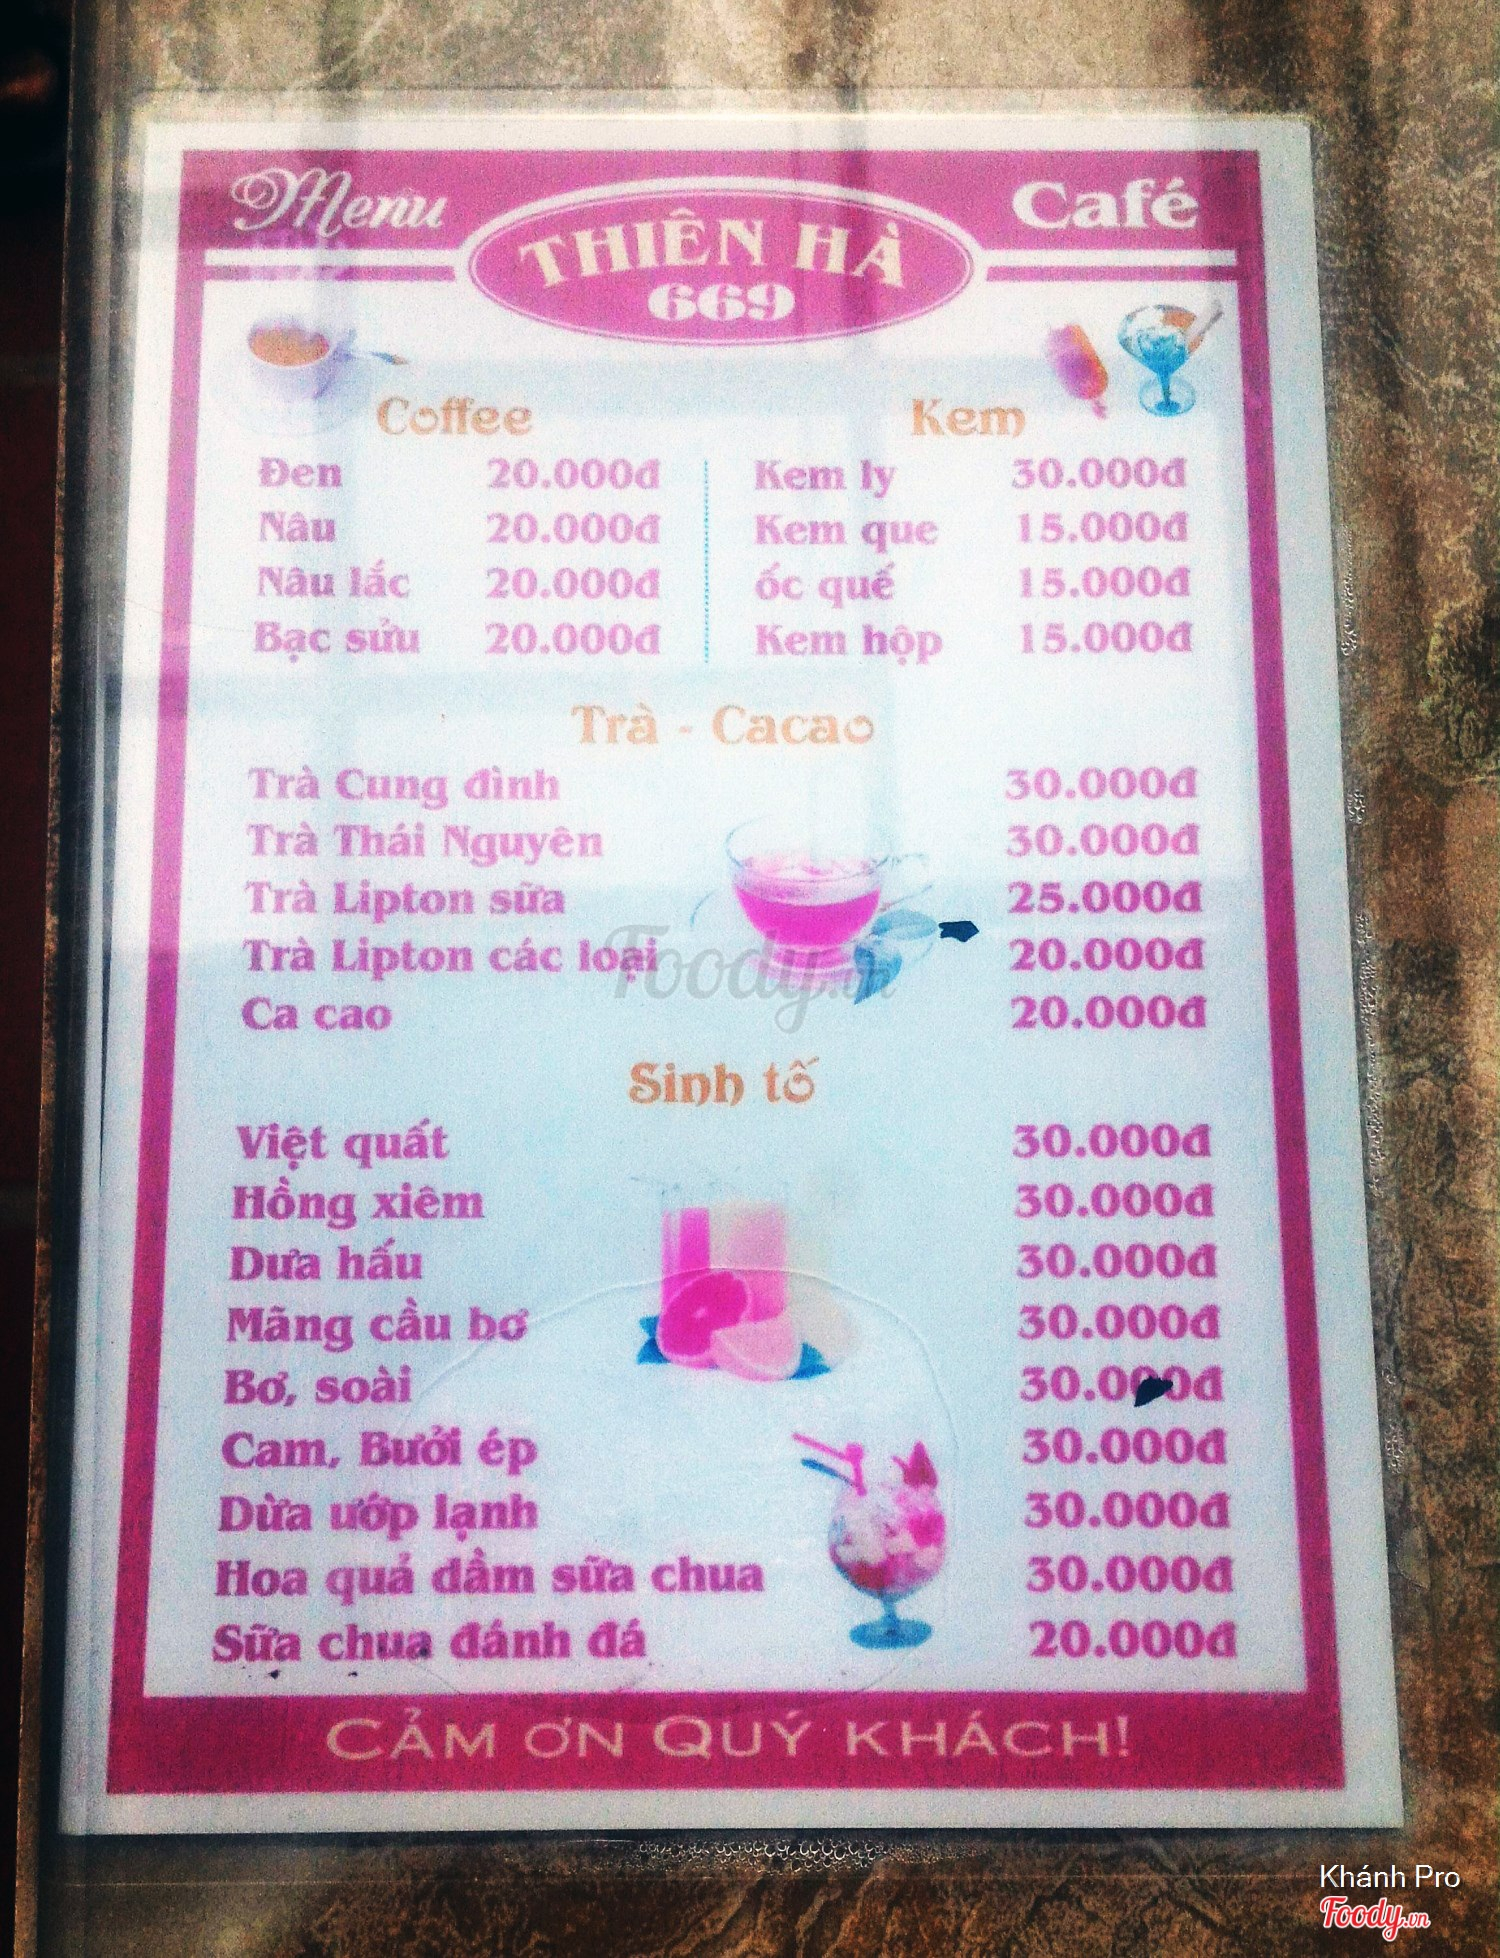 Menu
THIÊN HÀ
669
Café
Coffee
Đen 20.000đ
Nâu 20.000đ
Nâu lắc 20.000đ
Bạc sửu 20.000đ
Kem
Kem ly 30.000đ
Kem que 15.000đ
ốc quế 15.000đ
Kem hộp 15.000đ
Trà - Cacao
Trà Cung đình 30.000đ
Trà Thái Nguyên 30.000đ
Trà Lipton sữa 25.000đ
Trà Lipton các loại 20.000đ
Ca cao 20.000đ
Foody.vn
Sinh tố
Việt quất 30.000đ
Hồng xiêm 30.000đ
Dưa hấu 30.000đ
Mãng cầu bơ 30.000đ
Bơ, soài 30.000đ
Cam, Bưởi ép 30.000đ
Dừa ướp lạnh 30.000đ
Hoa quả dầm sữa chua 30.000đ
Sữa chua đánh đá 20.000đ
CẢM ƠN QUÝ KHÁCH!
Khánh Pro
Foody.vn